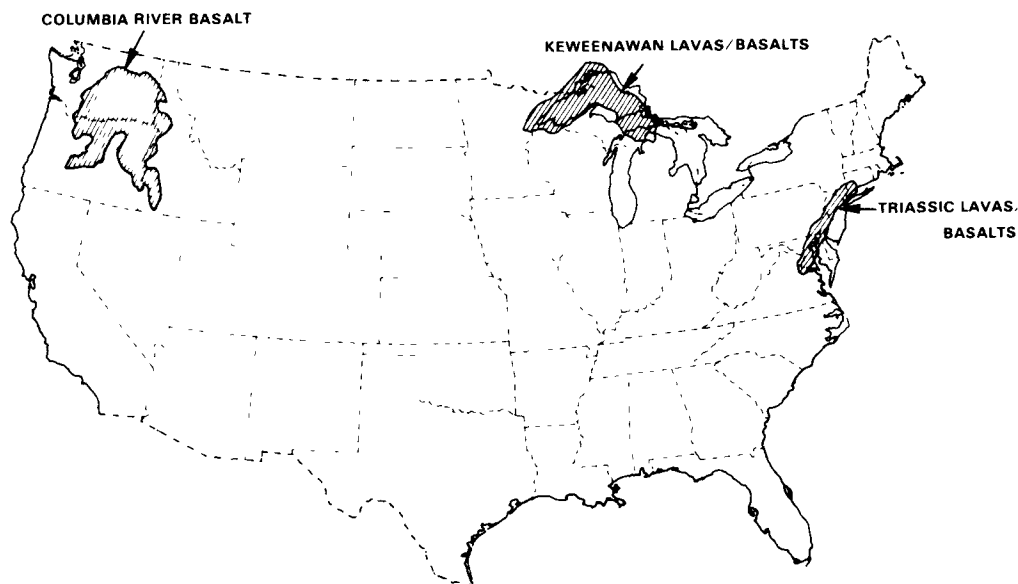 COLUMBIA RIVER BASALT
KEWEENAWAN LAVAS/BASALTS
TRIASSIC LAVAS/
BASALTS